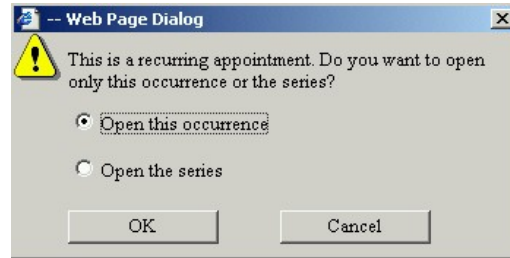 -- Web Page Dialog
This is a recurring appointment. Do you want to open
only this occurrence or the series?
Open this occurrence
Open the series
OK Cancel